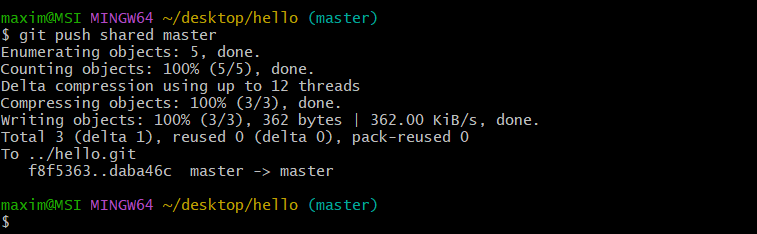 maxim@MSI MINGW64 ~/desktop/hello (master)
$ git push shared master
Enumerating objects: 5, done.
Counting objects: 100% (5/5), done.
Delta compression using up to 12 threads
Compressing objects: 100% (3/3), done.
Writing objects: 100% (3/3), 362 bytes | 362.00 KiB/s, done.
Total 3 (delta 1), reused 0 (delta 0), pack-reused 0
To ../hello.git
   f8f5363..daba46c  master -> master

maxim@MSI MINGW64 ~/desktop/hello (master)
$